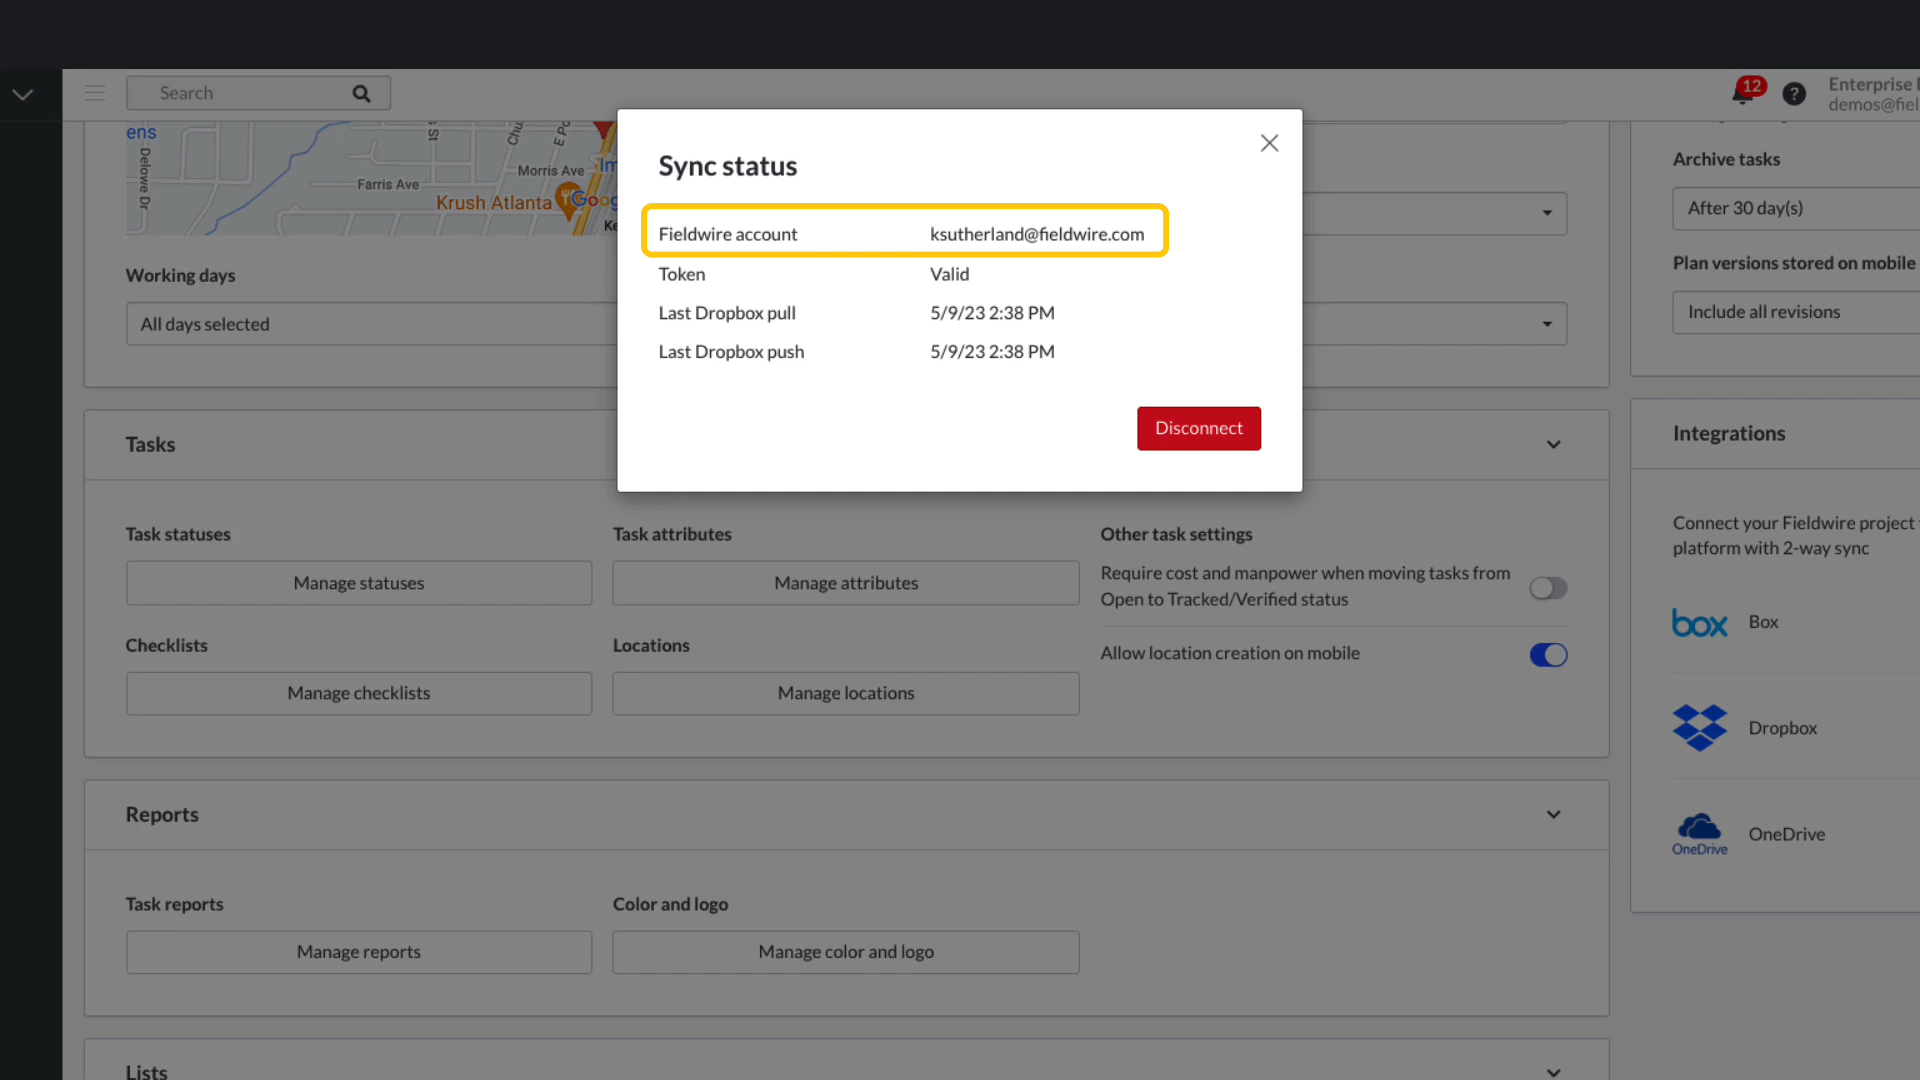 Search
12
?
Enterprise
demos@fiel
ens
Delowe Dr
Farris Ave
Morris Ave
Krush Atlanta
Sync status
Fieldwire account ksutherland@fieldwire.com
Token Valid
Last Dropbox pull 5/9/23 2:38 PM
Last Dropbox push 5/9/23 2:38 PM
Disconnect
Archive tasks
After 30 day(s)
Plan versions stored on mobile
Include all revisions
Working days
All days selected
Tasks
Task statuses
Manage statuses
Task attributes
Manage attributes
Other task settings
Require cost and manpower when moving tasks from
Open to Tracked/Verified status
Allow location creation on mobile
Checklists
Manage checklists
Locations
Manage locations
Integrations
Connect your Fieldwire project
platform with 2-way sync
box Box
Dropbox
OneDrive OneDrive
Reports
Task reports
Manage reports
Color and logo
Manage color and logo
Lists